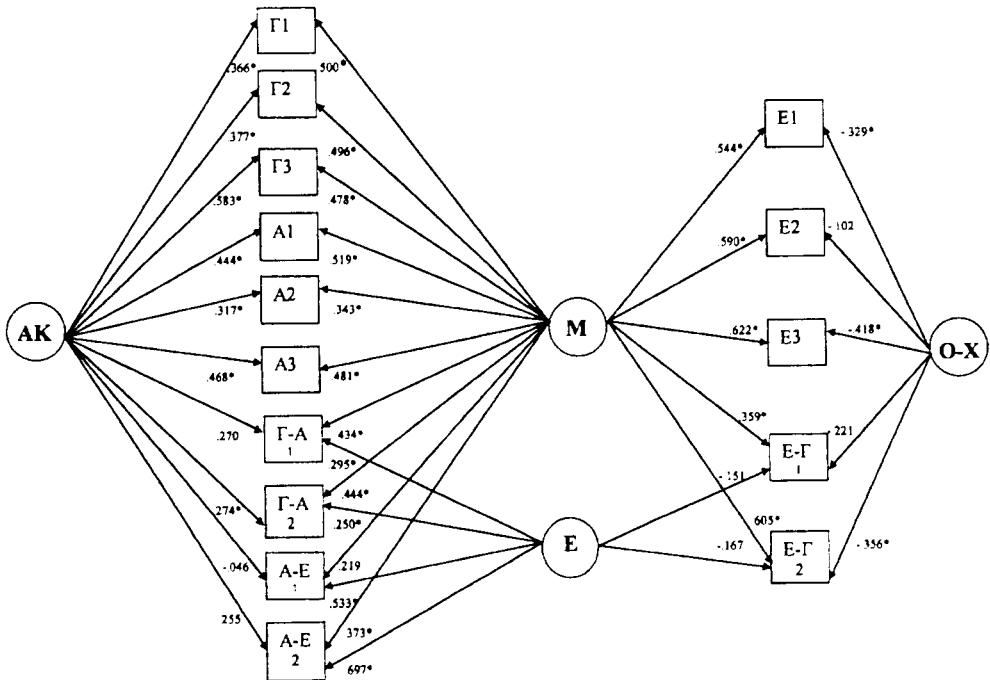 Γ1
.366*
.500*
Γ2
.377*
.496*
Γ3
.583*
.478*
A1
.444*
.519*
A2
.317*
.343*
A3
.468*
.481*
Γ-A
1
.270
.434*
.295*
Γ-A
2
.274*
.444*
.250*
A-E
1
-.046
.219
.533*
A-E
2
.255
.373*
.697*
AK
M
E
E1
.544*
-.329*
E2
.590*
-.102
E3
.622*
-.418*
E-Γ
1
.359*
.221
-.151
E-Γ
2
.605*
-.167
-.356*
O-X